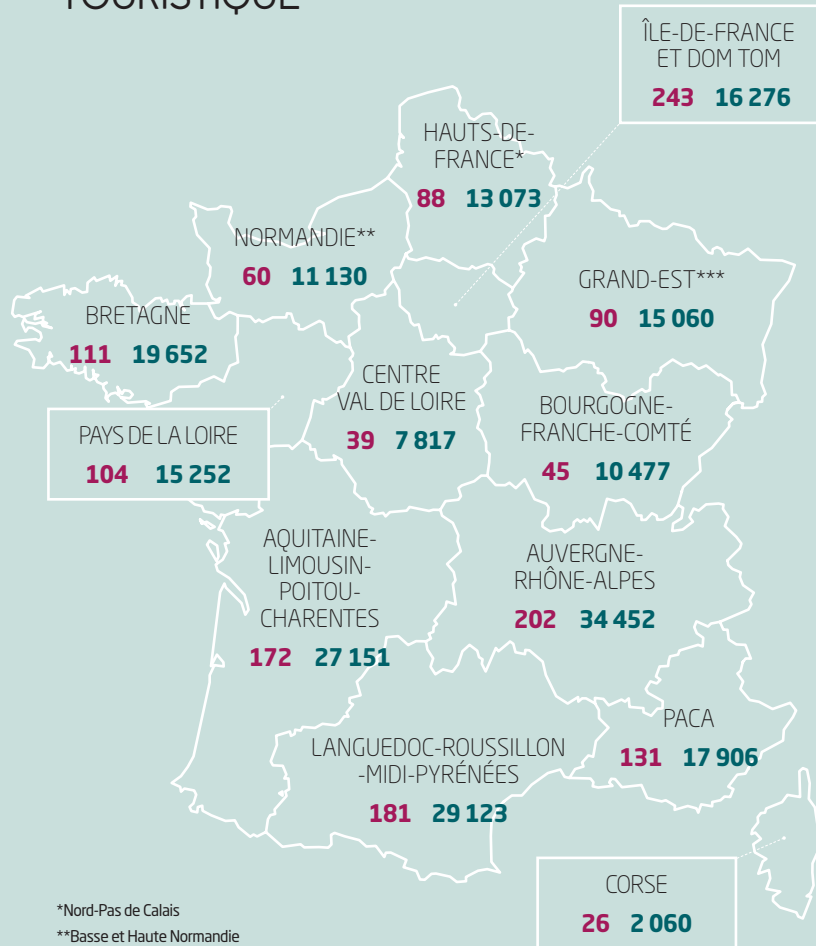 TOURISTIQUE
ÎLE-DE-FRANCE
ET DOM TOM
243 16 276
HAUTS-DE-
FRANCE*
88 13 073
NORMANDIE**
60 11 130
GRAND-EST***
90 15 060
BRETAGNE
111 19 652
CENTRE
VAL DE LOIRE
39 7 817
BOURGOGNE-
FRANCHE-COMTÉ
45 10 477
PAYS DE LA LOIRE
104 15 252
AQUITAINE-
LIMOUSIN-
POITOU-
CHARENTES
172 27 151
AUVERGNE-
RHÔNE-ALPES
202 34 452
PACA
131 17 906
LANGUEDOC-ROUSSILLON
-MIDI-PYRÉNÉES
181 29 123
CORSE
26 2 060
*Nord-Pas de Calais
**Basse et Haute Normandie